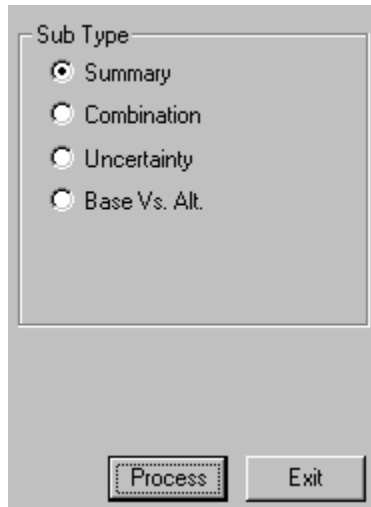 Sub Type
Summary
Combination
Uncertainty
Base Vs. Alt.
Process Exit